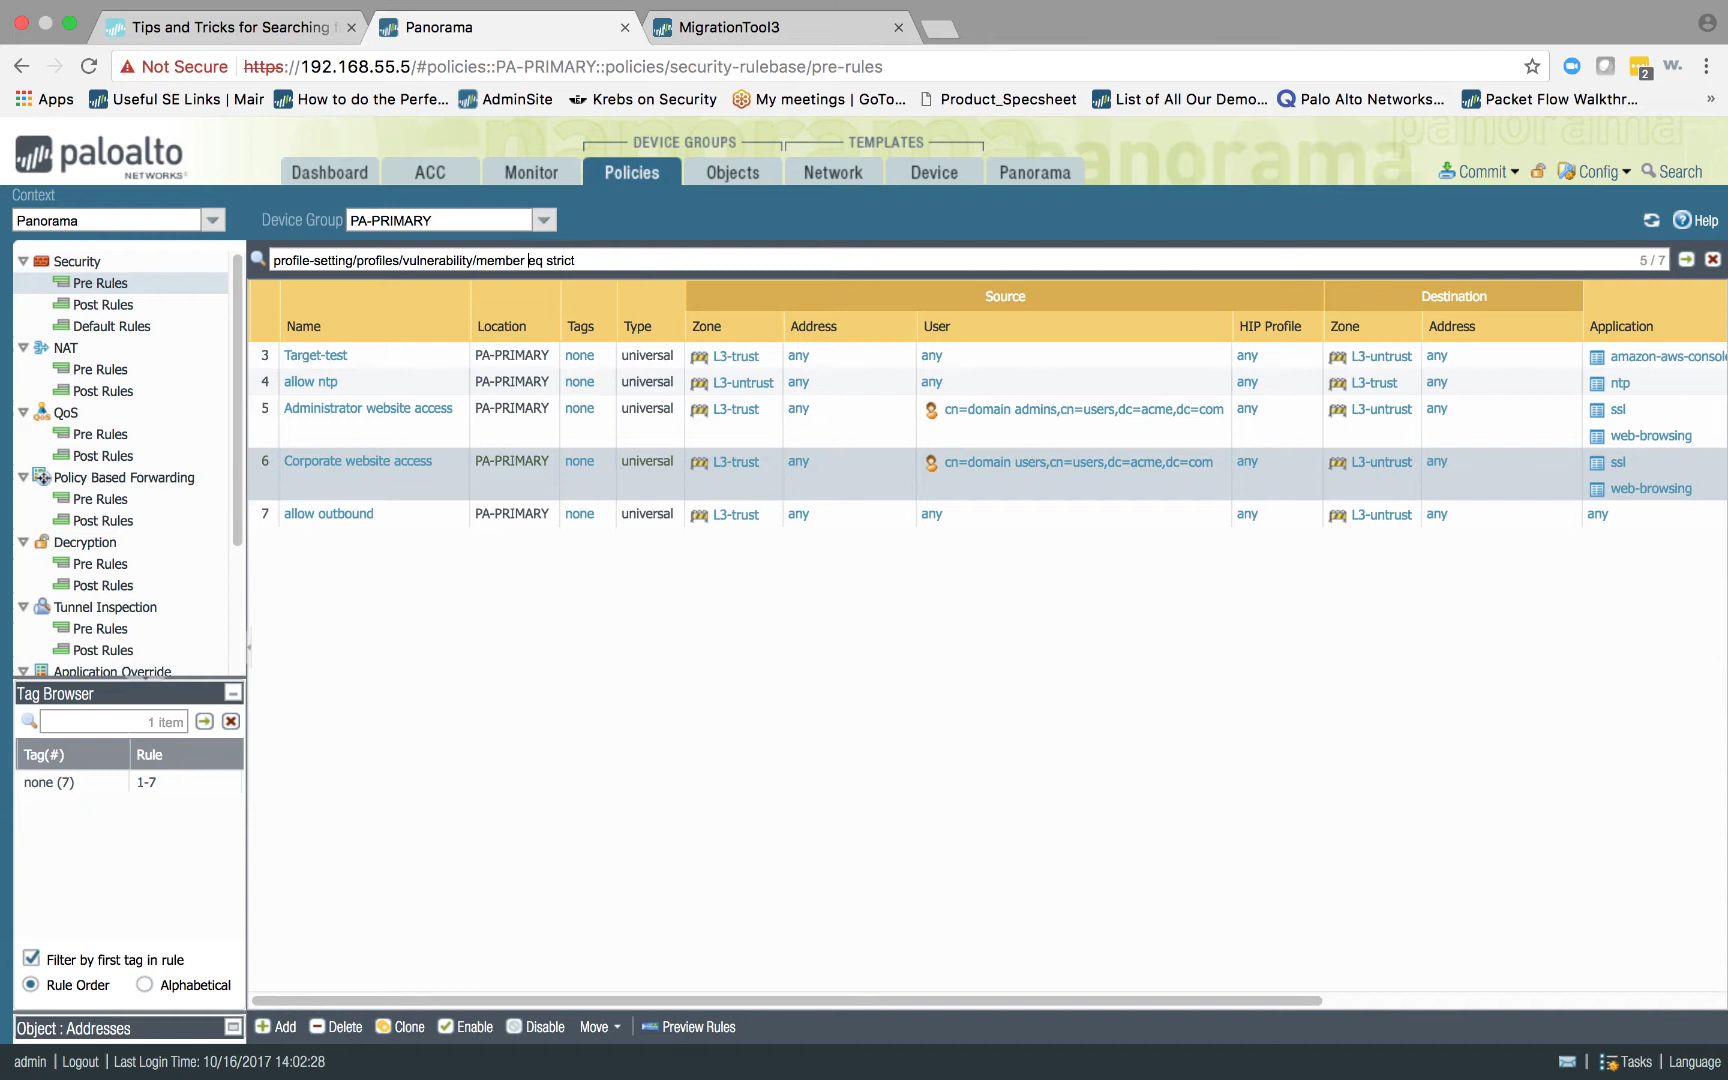 Tips and Tricks for Searching f
Panorama
MigrationTool3
Not Secure https://192.168.55.5/#policies::PA-PRIMARY::policies/security-rulebase/pre-rules
2
w.
Apps
Useful SE Links | Mair
How to do the Perfe...
AdminSite
Krebs on Security
My meetings | GoTo...
Product_Specsheet
List of All Our Demo...
Palo Alto Networks...
Packet Flow Walkthr...
»
paloalto
NETWORKS
panorama
DEVICE GROUPS
TEMPLATES
Dashboard
ACC
Monitor
Policies
Objects
Network
Device
Panorama
Commit
Config
Search
Context
Panorama
Device Group PA-PRIMARY
Help
profile-setting/profiles/vulnerability/member eq strict
5 / 7
Security
Pre Rules
Post Rules
Default Rules
NAT
Pre Rules
Post Rules
QoS
Pre Rules
Post Rules
Policy Based Forwarding
Pre Rules
Post Rules
Decryption
Pre Rules
Post Rules
Tunnel Inspection
Pre Rules
Post Rules
Application Override
Source
Destination
Name Location Tags Type Zone Address User HIP Profile Zone Address Application
3 Target-test PA-PRIMARY none universal L3-trust any any any L3-untrust any amazon-aws-consol
4 allow ntp PA-PRIMARY none universal L3-untrust any any any L3-trust any ntp
5 Administrator website access PA-PRIMARY none universal L3-trust any cn=domain admins,cn=users,dc=acme,dc=com any L3-untrust any ssl
web-browsing
6 Corporate website access PA-PRIMARY none universal L3-trust any cn=domain users,cn=users,dc=acme,dc=com any L3-untrust any ssl
web-browsing
7 allow outbound PA-PRIMARY none universal L3-trust any any any L3-untrust any any
Tag Browser
1 item
Tag(#) Rule
none (7) 1-7
Filter by first tag in rule
Rule Order Alphabetical
Object : Addresses
Add Delete Clone Enable Disable Move Preview Rules
admin | Logout | Last Login Time: 10/16/2017 14:02:28
Tasks | Language